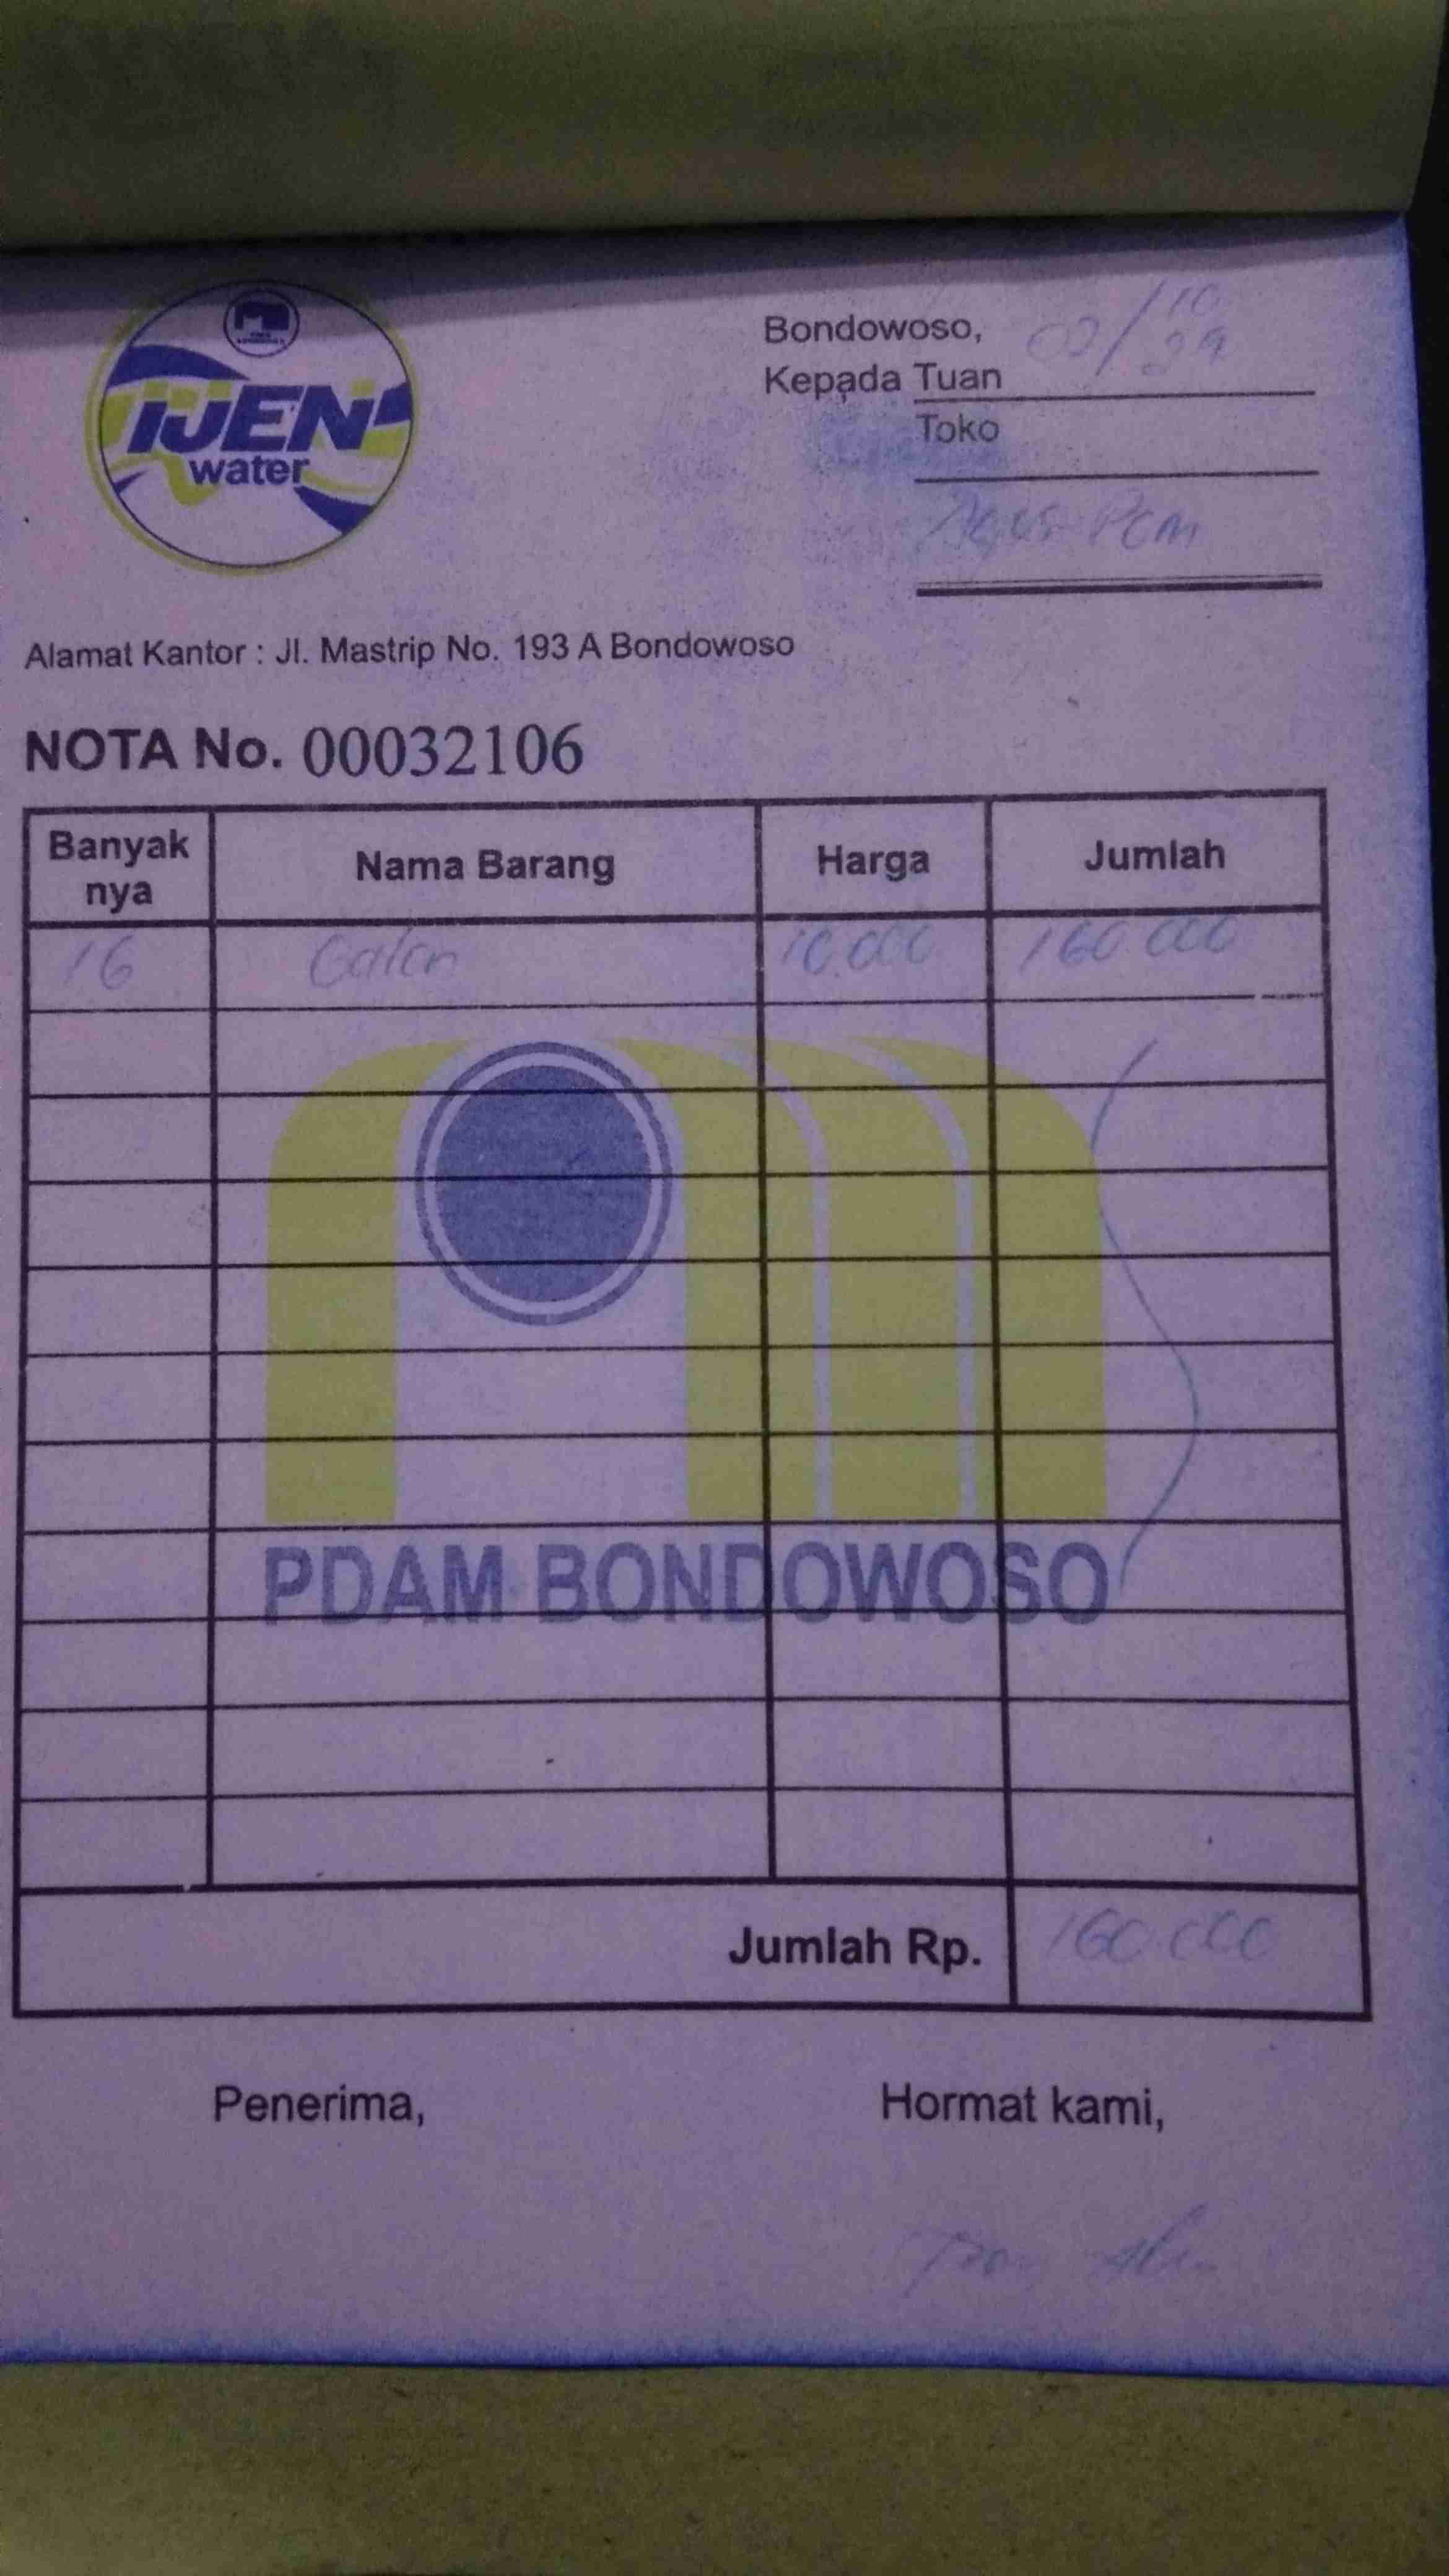 IJEN
water
Bondowoso, 02/10
24
Kepada Tuan
Toko
Agus PCM
Alamat Kantor : Jl. Mastrip No. 193 A Bondowoso
NOTA No. 00032106
Banyak nya Nama Barang Harga Jumlah
16 Galon 10.000 160.000
PDAM BONDOWOSO
Jumlah Rp. 160.000
Penerima, Hormat kami,